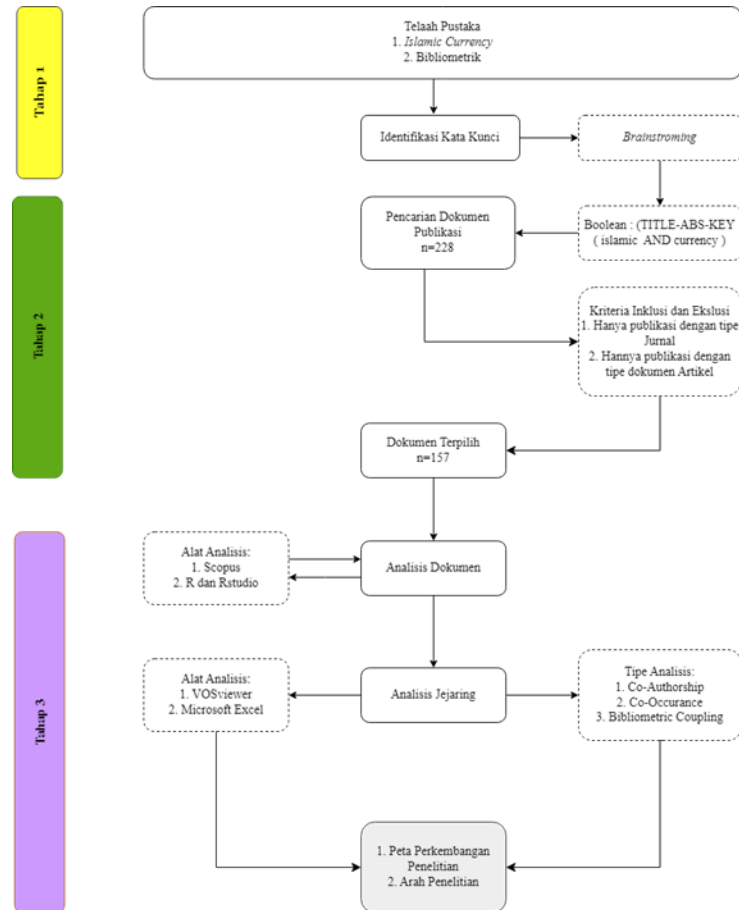 Tahap 1
Telaah Pustaka
1. Islamic Currency
2. Bibliometrik
Identifikasi Kata Kunci
Brainstroming
Tahap 2
Pencarian Dokumen
Publikasi
n=228
Boolean : (TITLE-ABS-KEY
( islamic AND currency )
Kriteria Inklusi dan Ekslusi
1. Hanya publikasi dengan tipe
Jurnal
2. Hannya publikasi dengan
tipe dokumen Artikel
Dokumen Terpilih
n=157
Tahap 3
Alat Analisis:
1. Scopus
2. R dan Rstudio
Analisis Dokumen
Alat Analisis:
1. VOSviewer
2. Microsoft Excel
Analisis Jejaring
Tipe Analisis:
1. Co-Authorship
2. Co-Occurance
3. Bibliometric Coupling
1. Peta Perkembangan
Penelitian
2. Arah Penelitian